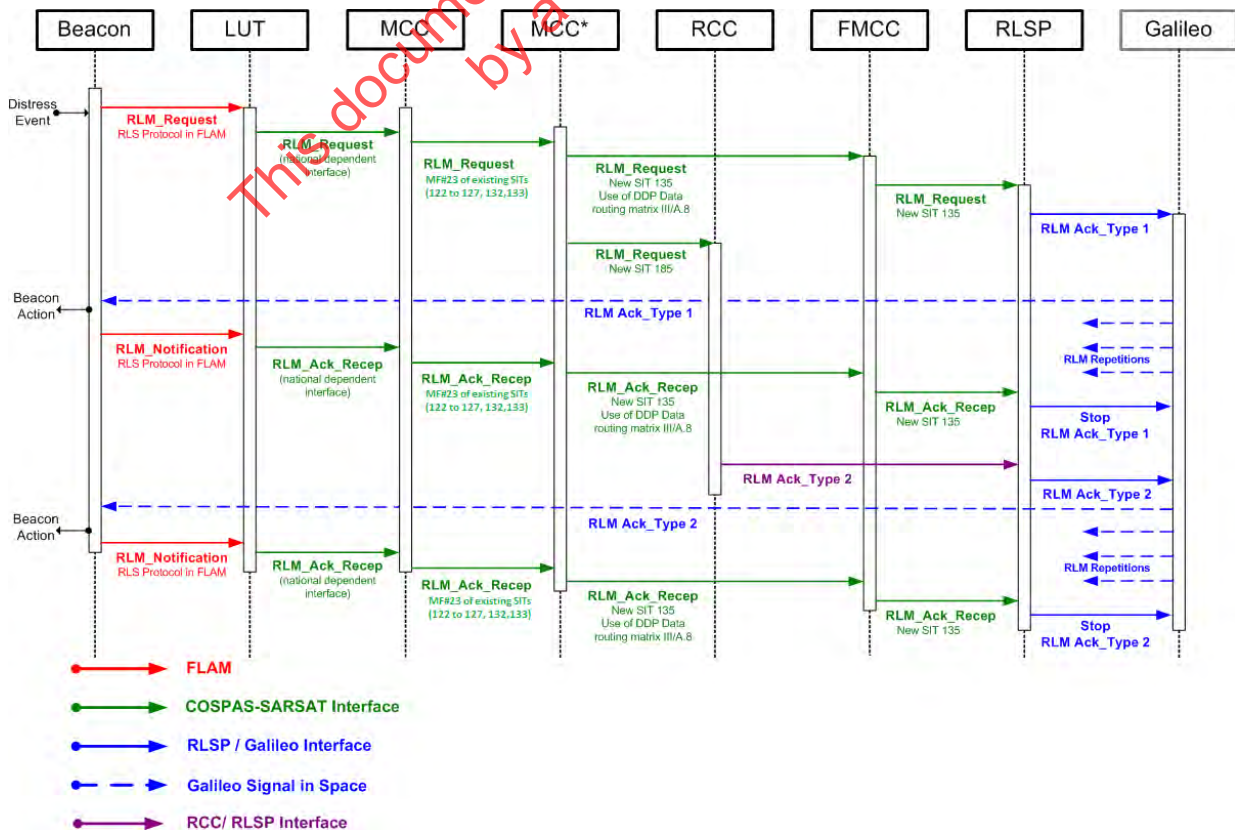 Beacon
LUT
MCC
MCC*
RCC
FMCC
RLSP
Galileo
This docume
by a
Distress
Event
RLM_Request
RLS Protocol in FLAM
RLM_Request
(national dependent
interface)
RLM_Request
MF#23 of existing SITs
(122 to 127, 132,133)
RLM_Request
New SIT 135
Use of DDP Data
routing matrix III/A.8
RLM_Request
New SIT 135
RLM Ack_Type 1
RLM_Request
New SIT 185
Beacon
Action
RLM Ack_Type 1
RLM_Notification
RLS Protocol in FLAM
RLM Repetitions
RLM_Ack_Recep
(national dependent
interface)
RLM_Ack_Recep
MF#23 of existing SITs
(122 to 127, 132,133)
RLM_Ack_Recep
New SIT 135
Use of DDP Data
routing matrix III/A.8
RLM_Ack_Recep
New SIT 135
Stop
RLM Ack_Type 1
RLM Ack_Type 2
RLM Ack_Type 2
Beacon
Action
RLM Ack_Type 2
RLM_Notification
RLS Protocol in FLAM
RLM Repetitions
RLM_Ack_Recep
(national dependent
interface)
RLM_Ack_Recep
MF#23 of existing SITs
(122 to 127, 132,133)
RLM_Ack_Recep
New SIT 135
Use of DDP Data
routing matrix III/A.8
RLM_Ack_Recep
New SIT 135
Stop
RLM Ack_Type 2
FLAM
COSPAS-SARSAT Interface
RLSP / Galileo Interface
Galileo Signal in Space
RCC/ RLSP Interface